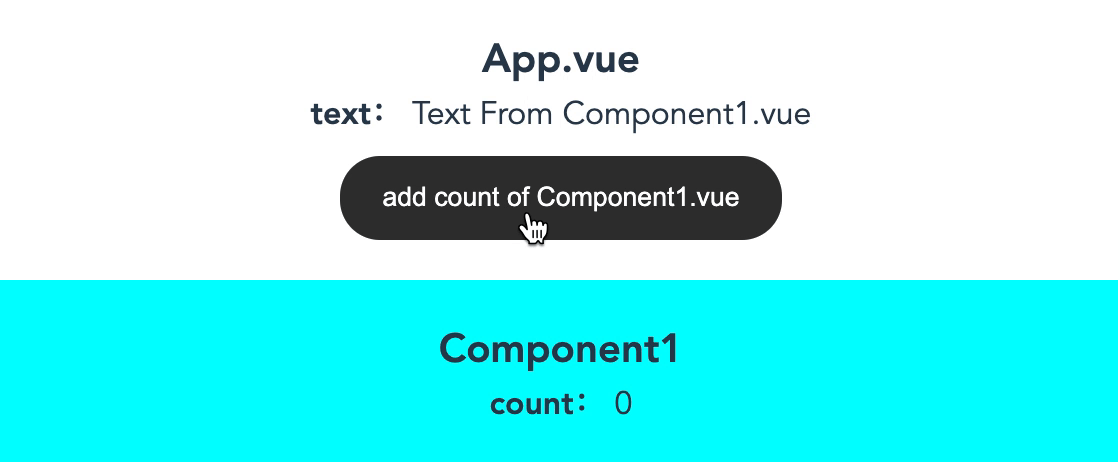 App.vue
text： Text From Component1.vue
add count of Component1.vue
Component1
count： 0